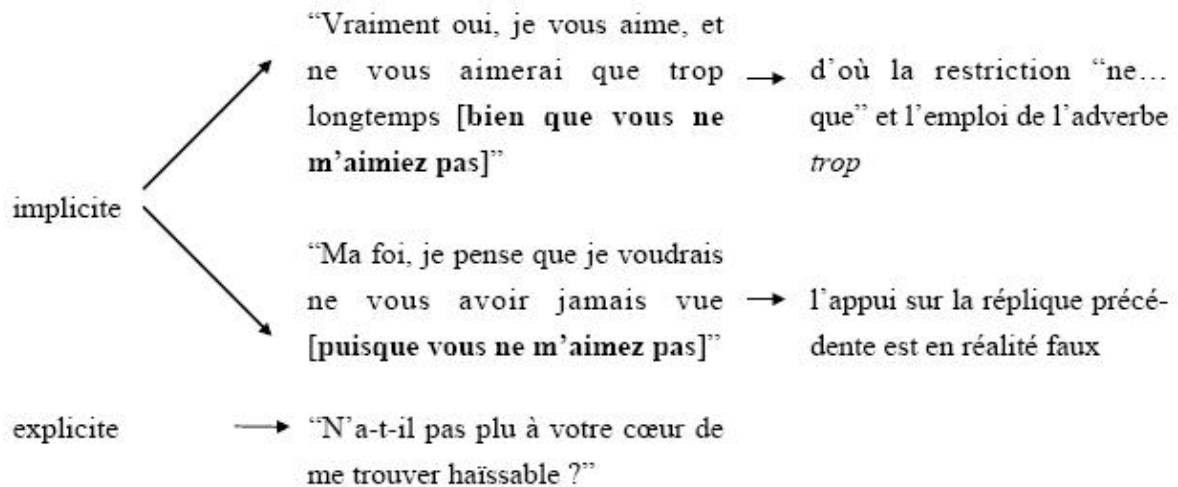 “Vraiment oui, je vous aime, et
ne vous aimerai que trop
longtemps [bien que vous ne
m’aimiez pas]”
d’où la restriction “ne…
que” et l’emploi de l’adverbe
trop
implicite
“Ma foi, je pense que je voudrais
ne vous avoir jamais vue
[puisque vous ne m’aimez pas]”
l’appui sur la réplique précé-
dente est en réalité faux
explicite
“N’a-t-il pas plu à votre cœur de
me trouver haïssable ?”